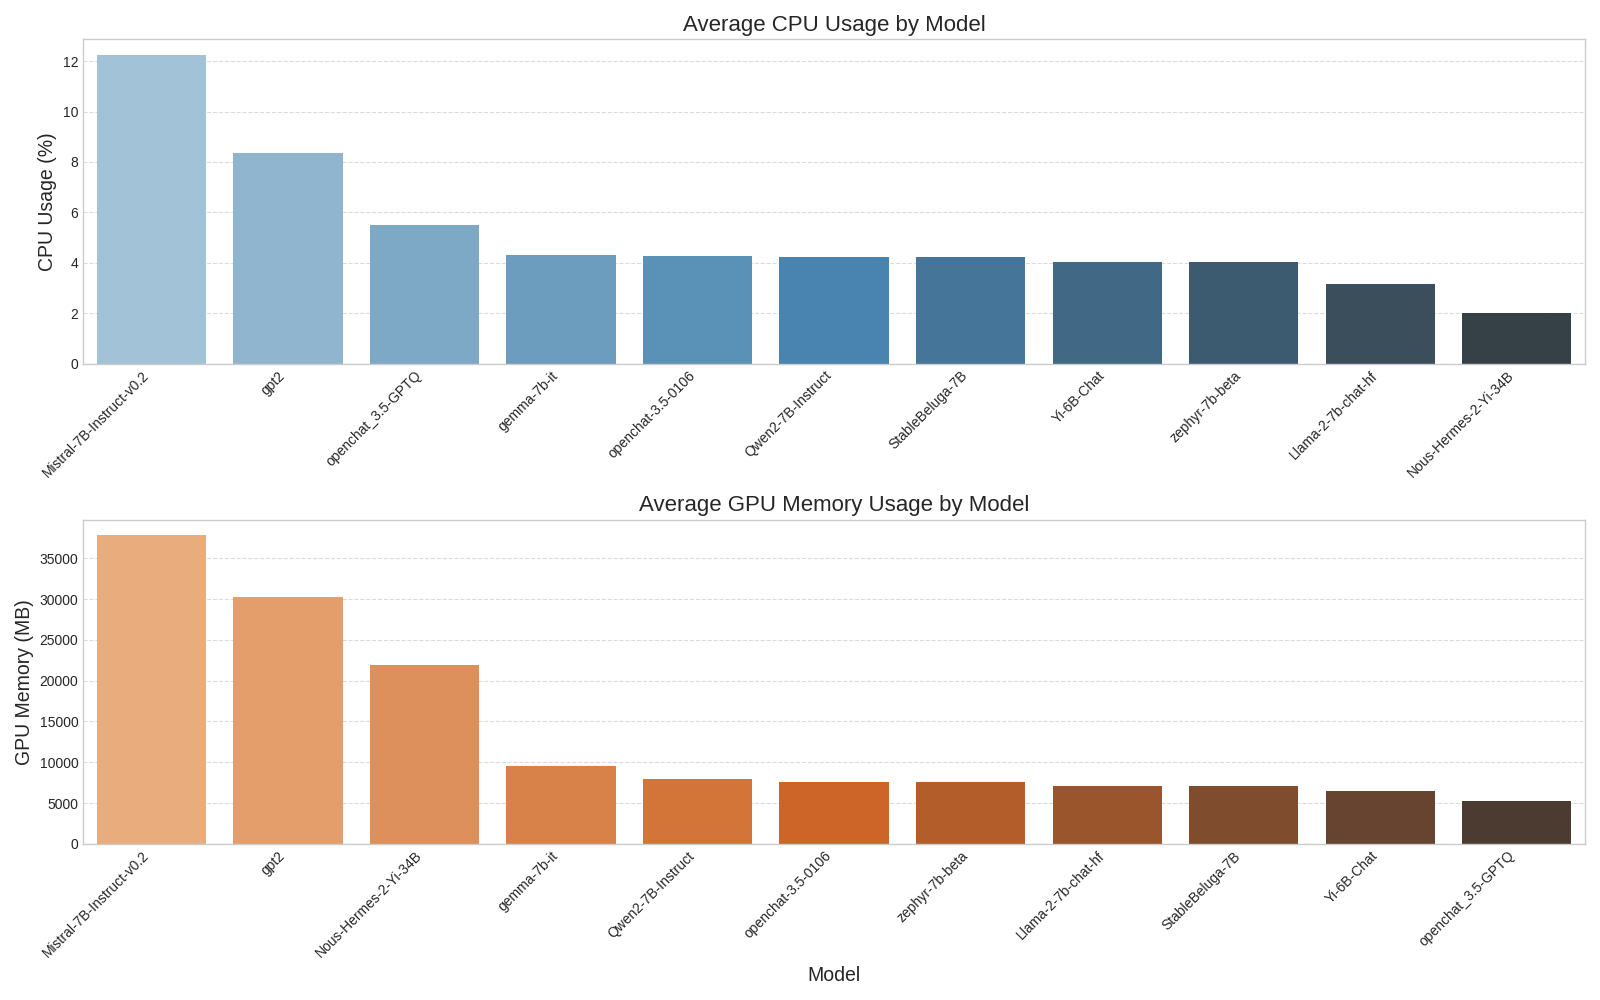 Average CPU Usage by Model
CPU Usage (%)
12
10
8
6
4
2
0
Mistral-7B-Instruct-v0.2
gpt2
openchat_3.5-GPTQ
gemma-7b-it
openchat-3.5-0106
Qwen2-7B-Instruct
StableBeluga-7B
Yi-6B-Chat
zephyr-7b-beta
Llama-2-7b-chat-hf
Nous-Hermes-2-Yi-34B
Average GPU Memory Usage by Model
GPU Memory (MB)
35000
30000
25000
20000
15000
10000
5000
0
Mistral-7B-Instruct-v0.2
gpt2
Nous-Hermes-2-Yi-34B
gemma-7b-it
Qwen2-7B-Instruct
openchat-3.5-0106
zephyr-7b-beta
Llama-2-7b-chat-hf
StableBeluga-7B
Yi-6B-Chat
openchat_3.5-GPTQ
Model